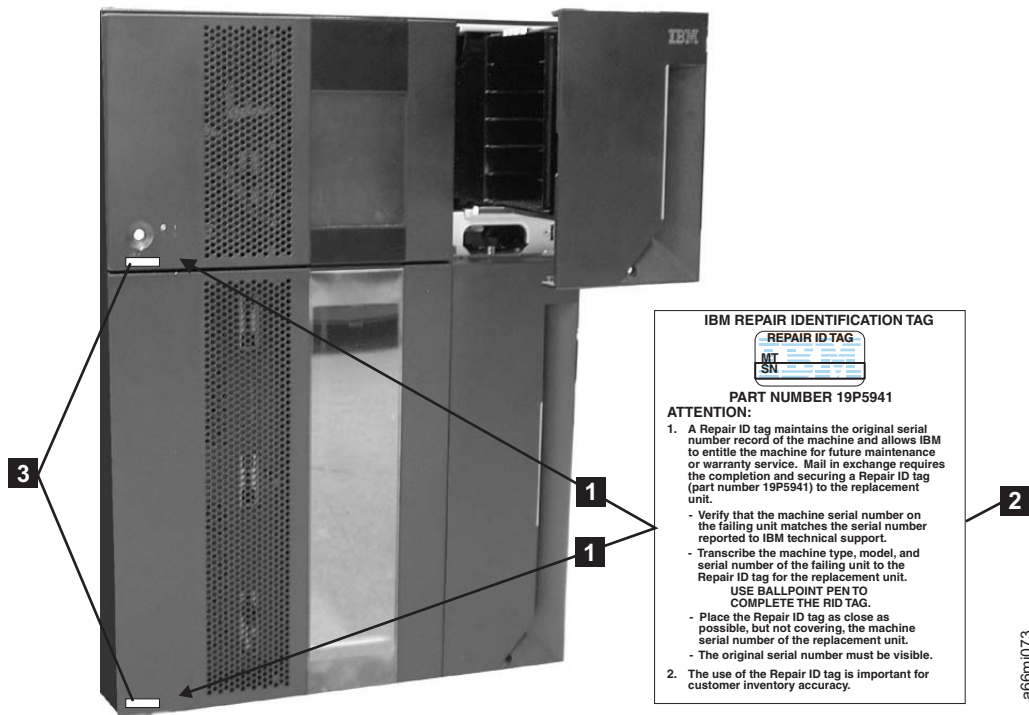 IBM
IBM REPAIR IDENTIFICATION TAG
REPAIR ID TAG
MT
SN
PART NUMBER 19P5941
ATTENTION:
1. A Repair ID tag maintains the original serial
number record of the machine and allows IBM
to entitle the machine for future maintenance
or warranty service. Mail in exchange requires
the completion and securing a Repair ID tag
(part number 19P5941) to the replacement
unit.
- Verify that the machine serial number on
the failing unit matches the serial number
reported to IBM technical support.
- Transcribe the machine type, model, and
serial number of the failing unit to the
Repair ID tag for the replacement unit.
USE BALLPOINT PEN TO
COMPLETE THE RID TAG.
- Place the Repair ID tag as close as
possible, but not covering, the machine
serial number of the replacement unit.
- The original serial number must be visible.
2. The use of the Repair ID tag is important for
customer inventory accuracy.
3
1
1
2
a66mi073